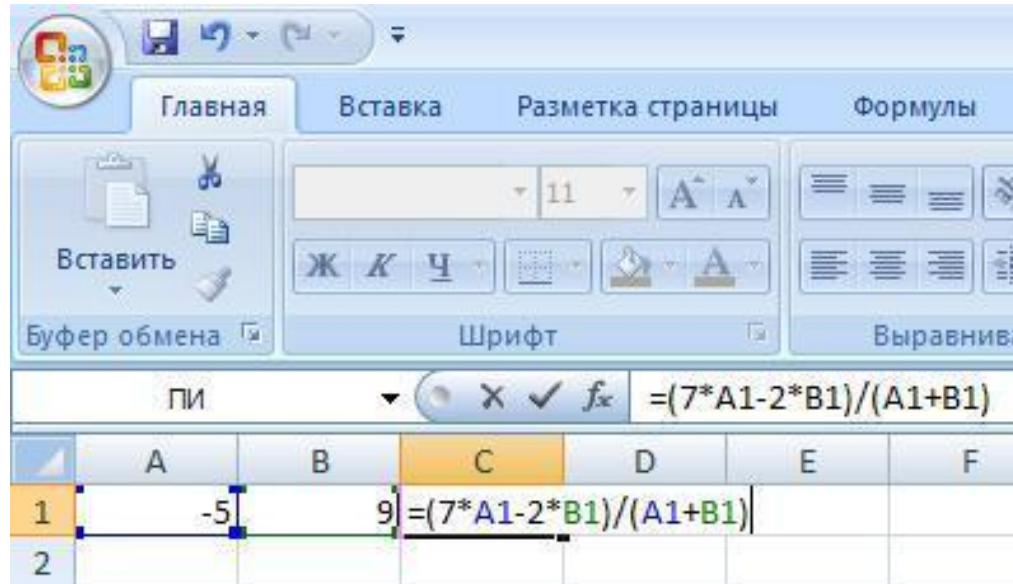 Главная Вставка Разметка страницы Формулы
11 A A
Вставить
Ж К Ч A
Буфер обмена Шрифт
ПИ fx =(7*A1-2*B1)/(A1+B1)
A B C D E F
1 -5 9 =(7*A1-2*B1)/(A1+B1)
2